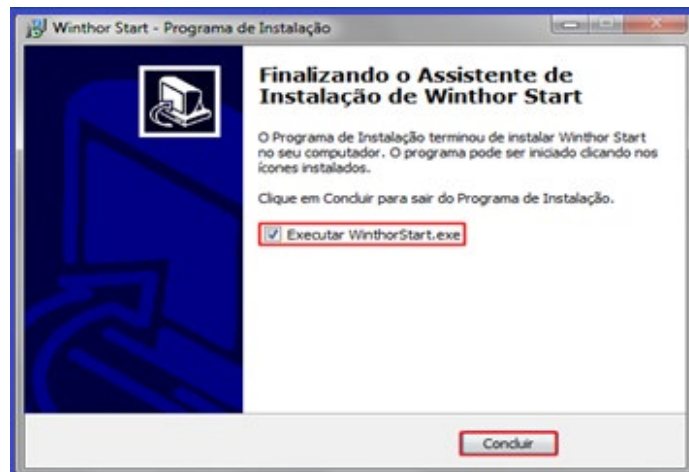 Winthor Start - Programa de Instalação
Finalizando o Assistente de
Instalação de Winthor Start
O Programa de Instalação terminou de instalar Winthor Start
no seu computador. O programa pode ser iniciado clicando nos
ícones instalados.
Clique em Concluir para sair do Programa de Instalação.
Executar WinthorStart.exe
Concluir